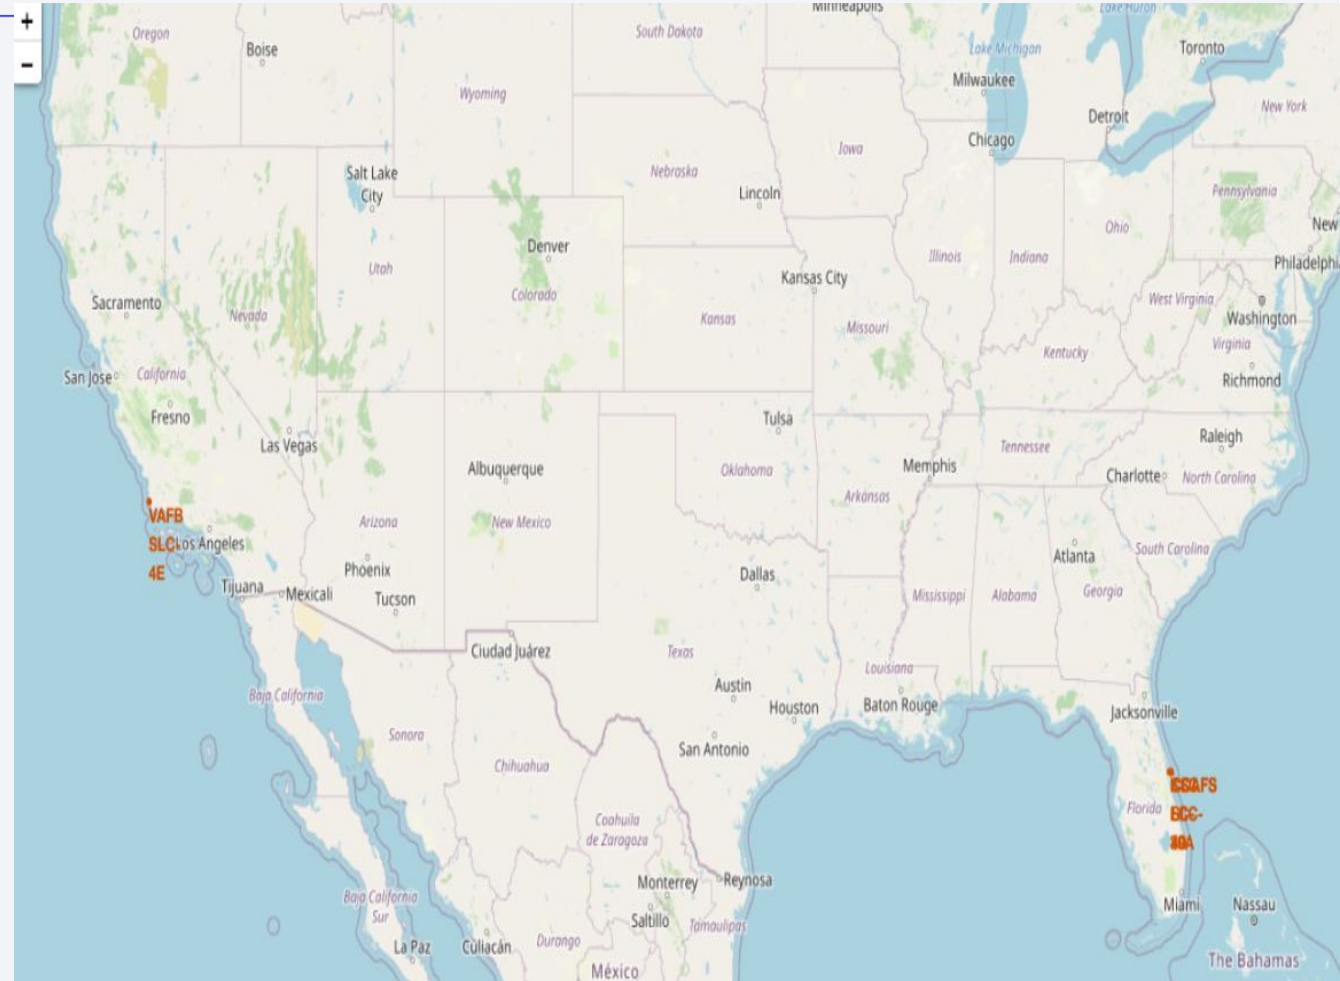 +
−
Minneapolis
Lake Huron
Oregon
South Dakota
Boise
Lake Michigan
Toronto
Milwaukee
Wyoming
New York
Detroit
Chicago
Iowa
Salt Lake
City
Nebraska
Lincoln
Pennsylvania
New
Ohio
Denver
Illinois
Indiana
Philadelphi
Utah
Kansas City
Colorado
Sacramento
West Virginia
Nevada
Kansas
Missouri
Washington
Virginia
Kentucky
San Jose
California
Richmond
Fresno
Tulsa
Las Vegas
Raleigh
Tennessee
Albuquerque
Oklahoma
Memphis
Charlotte
North Carolina
Arkansas
VAFB
SLC-
4E
Los Angeles
Arizona
New Mexico
Atlanta
South Carolina
Phoenix
Dallas
Tijuana
Mexicali
Tucson
Mississippi
Alabama
Georgia
Ciudad Juárez
Texas
Louisiana
Baja California
Austin
Houston
Baton Rouge
Jacksonville
Sonora
San Antonio
Chihuahua
Florida
Coahuila
de Zaragoza
Monterrey
Reynosa
Baja California
Sur
Saltillo
Tamaulipas
Miami
Nassau
La Paz
Culiacán
Durango
México
The Bahamas